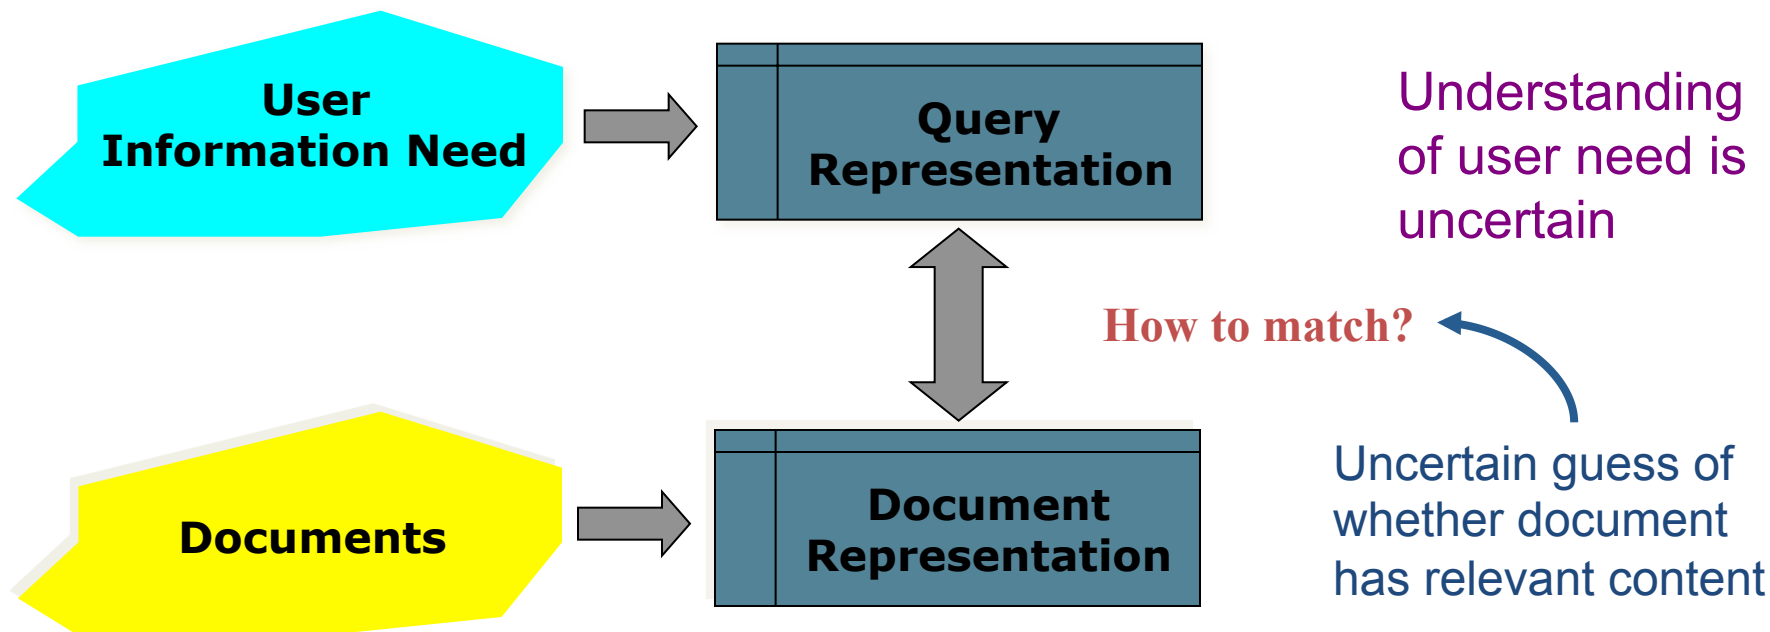 User
Information Need
Query
Representation
Understanding
of user need is
uncertain
How to match?
Documents
Document
Representation
Uncertain guess of
whether document
has relevant content